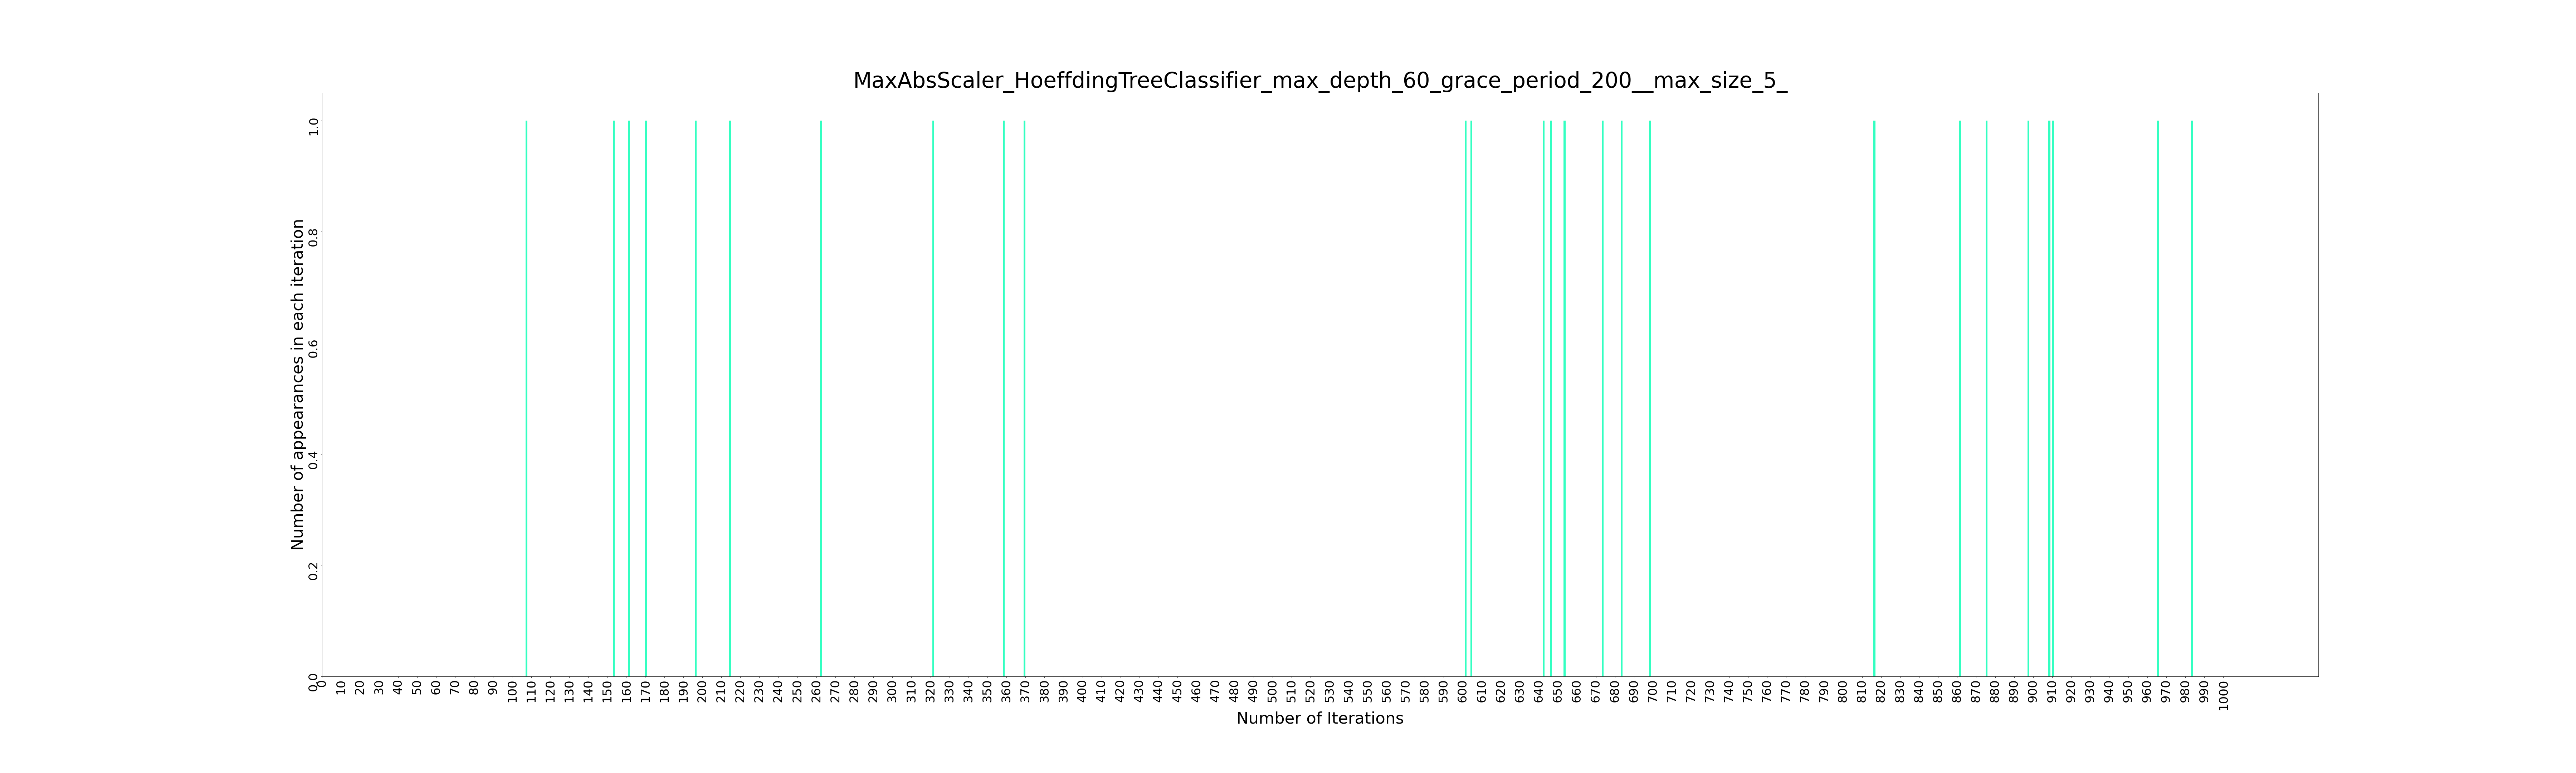 MaxAbsScaler_HoeffdingTreeClassifier_max_depth_60_grace_period_200__max_size_5_
Number of appearances in each iteration
1.0
0.8
0.6
0.4
0.2
0.0
0 10 20 30 40 50 60 70 80 90 100 110 120 130 140 150 160 170 180 190 200 210 220 230 240 250 260 270 280 290 300 310 320 330 340 350 360 370 380 390 400 410 420 430 440 450 460 470 480 490 500 510 520 530 540 550 560 570 580 590 600 610 620 630 640 650 660 670 680 690 700 710 720 730 740 750 760 770 780 790 800 810 820 830 840 850 860 870 880 890 900 910 920 930 940 950 960 970 980 990 1000
Number of Iterations